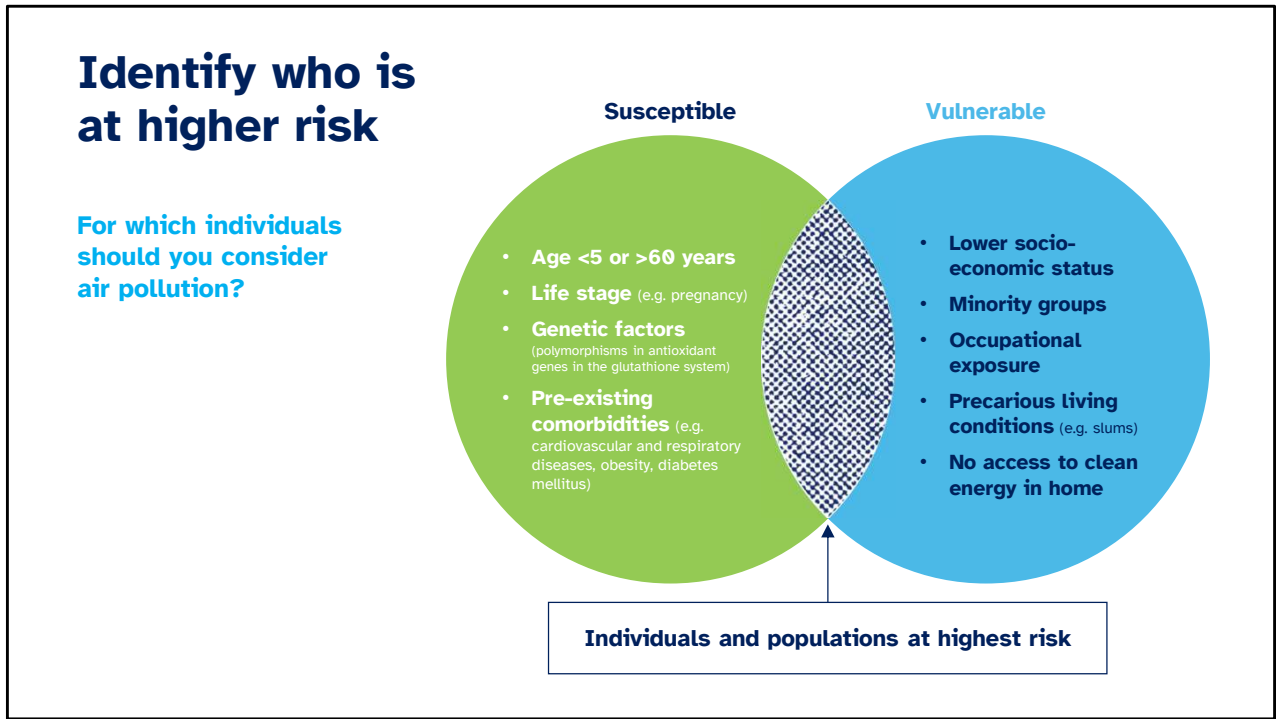 Identify who is
at higher risk
For which individuals
should you consider
air pollution?
Susceptible
• Age <5 or >60 years
• Life stage (e.g. pregnancy)
• Genetic factors
(polymorphisms in antioxidant
genes in the glutathione system)
• Pre-existing
comorbidities (e.g.
cardiovascular and respiratory
diseases, obesity, diabetes
mellitus)
Vulnerable
• Lower socio-
economic status
• Minority groups
• Occupational
exposure
• Precarious living
conditions (e.g. slums)
• No access to clean
energy in home
Individuals and populations at highest risk